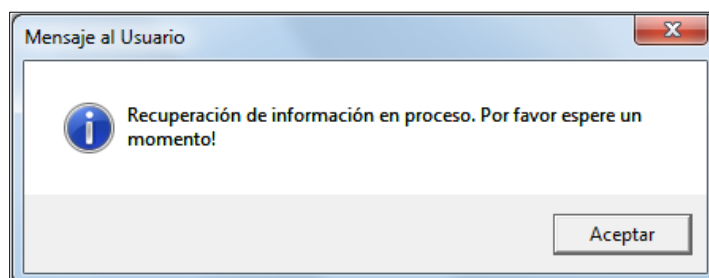 Mensaje al Usuario
Recuperación de información en proceso. Por favor espere un
momento!
Aceptar